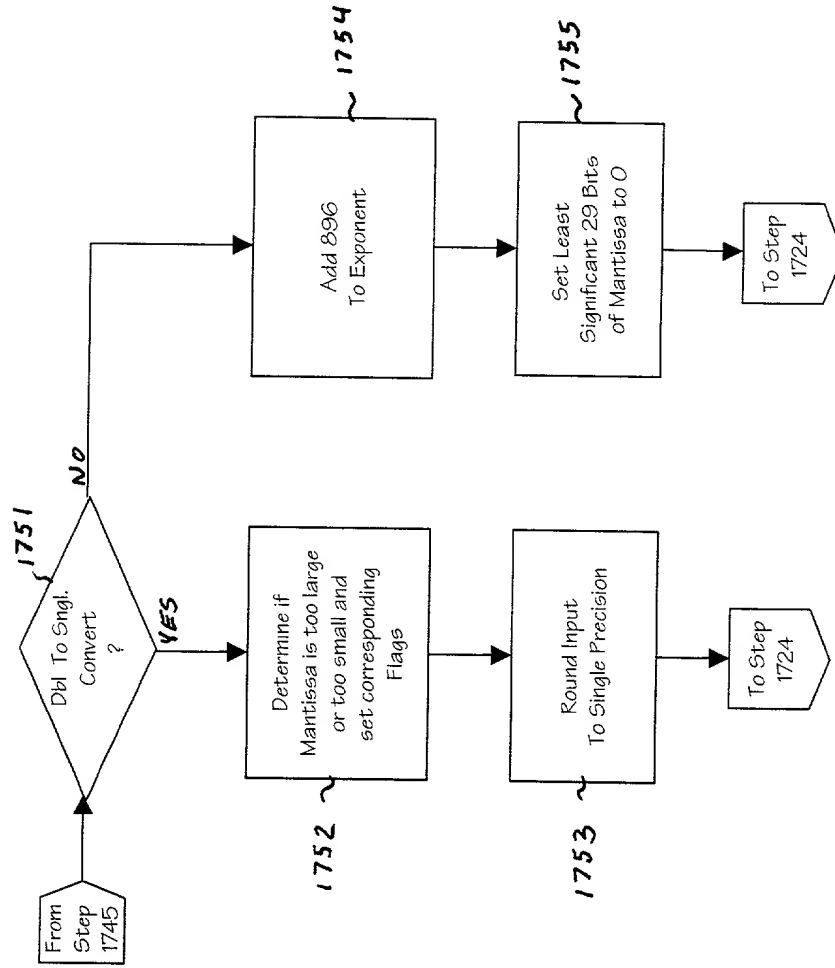 From
Step
1745
1751
Dbl To Sngl.
Convert
?
NO
YES
1752
Determine if
Mantissa is too large
or too small and
set corresponding
Flags
1753
Round Input
To Single Precision
To Step
1724
1754
Add 896
To Exponent
1755
Set Least
Significant 29 Bits
of Mantissa to 0
To Step
1724